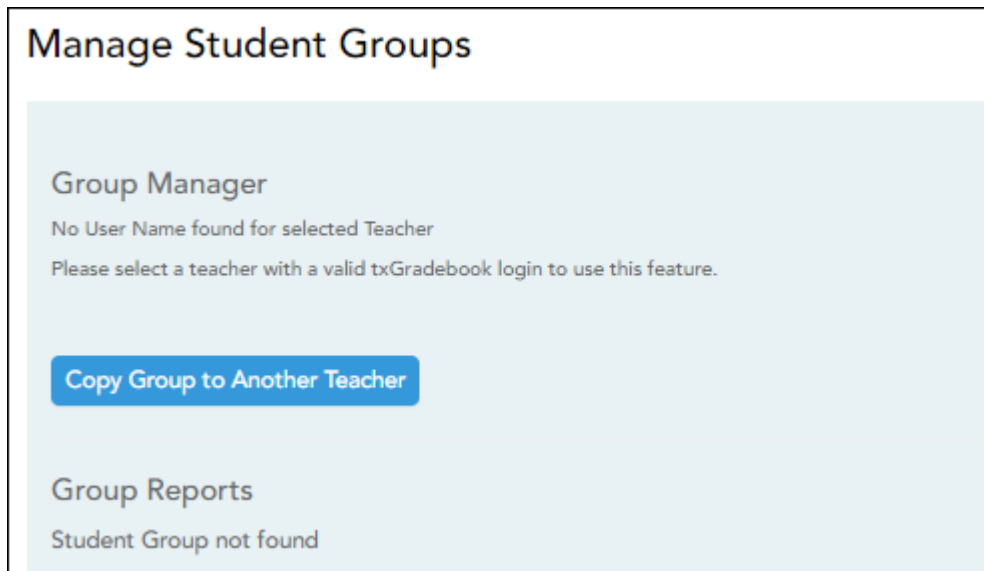 Manage Student Groups
Group Manager
No User Name found for selected Teacher
Please select a teacher with a valid txGradebook login to use this feature.
Copy Group to Another Teacher
Group Reports
Student Group not found